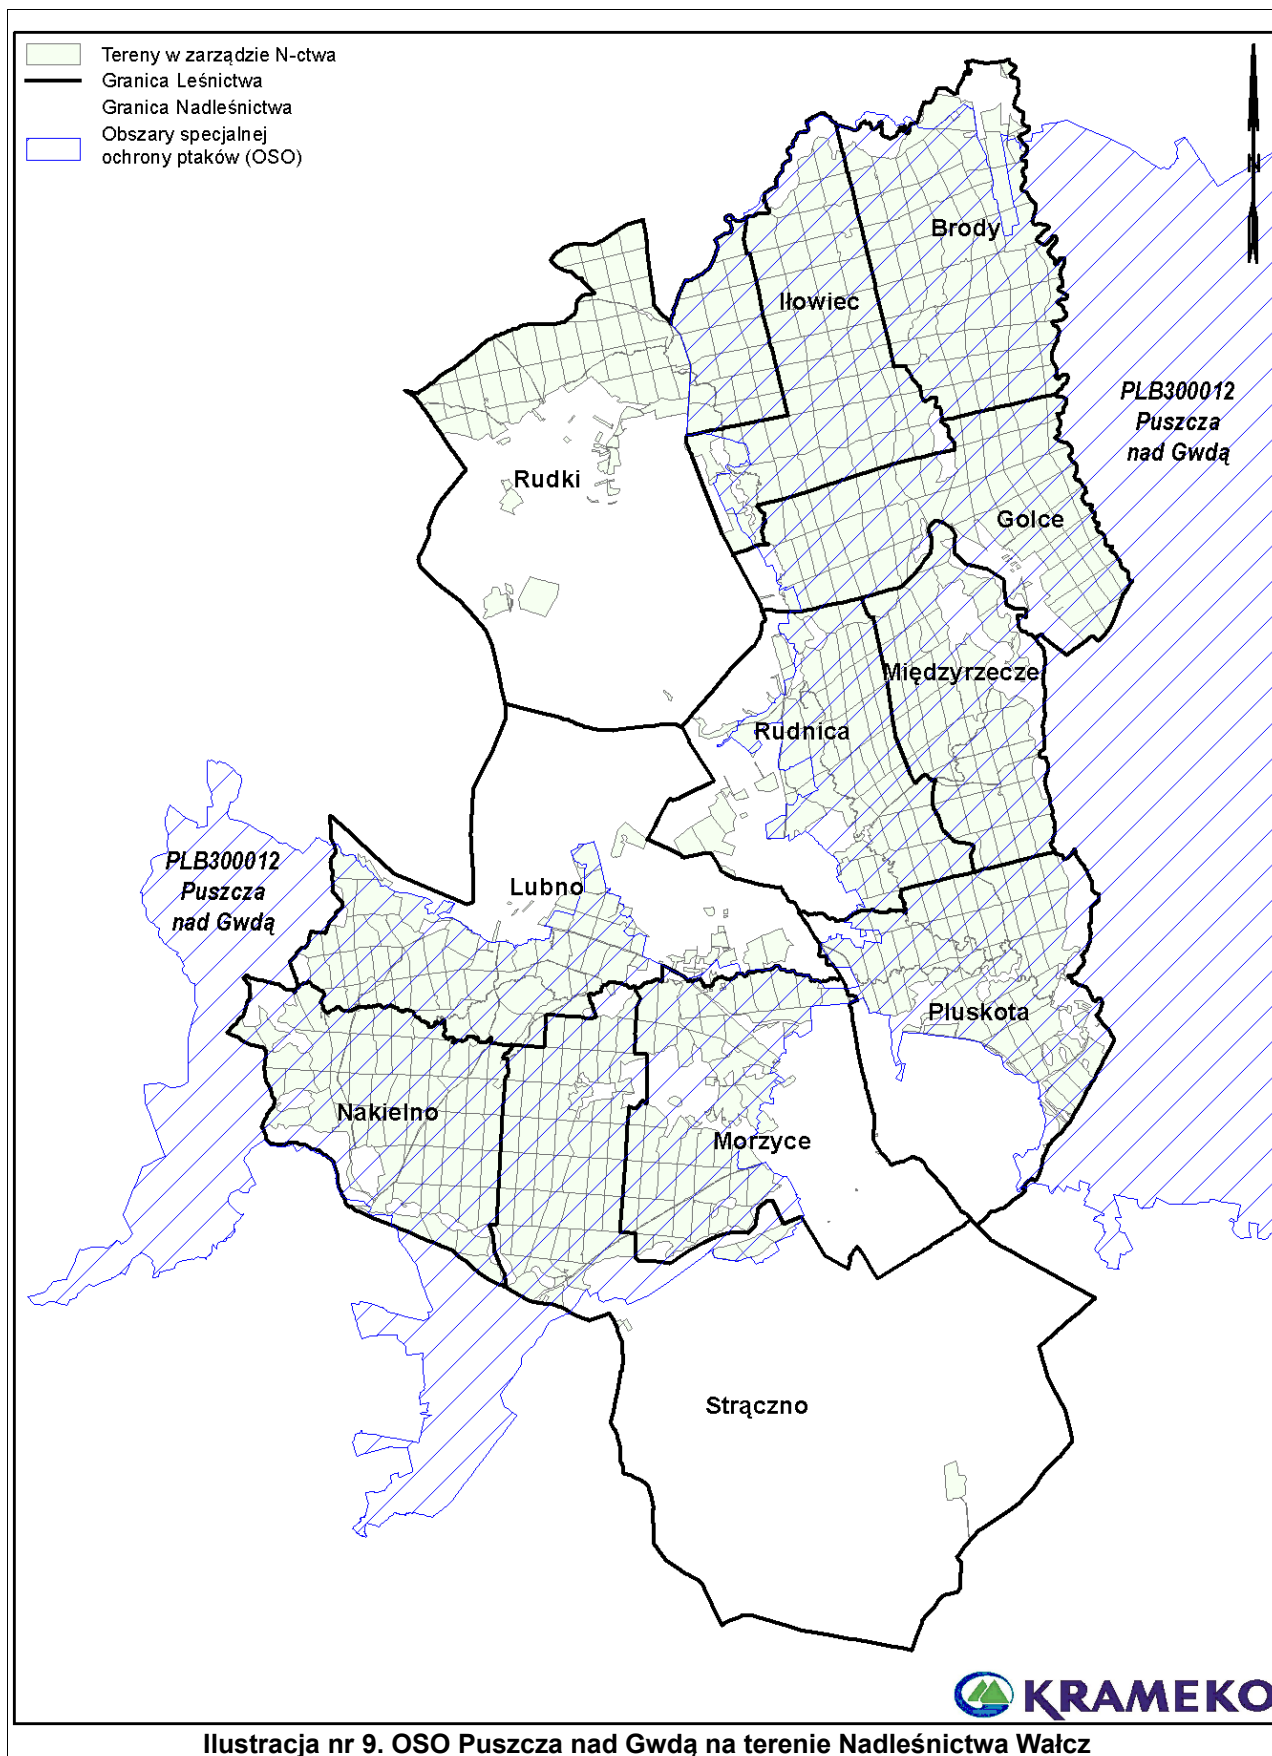 Tereny w zarządzie N-ctwa
Granica Leśnictwa
Granica Nadleśnictwa
Obszary specjalnej
ochrony ptaków (OSO)
N
Brody
Iłowiec
PLB300012
Puszcza
nad Gwdą
Rudki
Golce
Międzyrzecze
Rudnica
PLB300012
Puszcza
nad Gwdą
Lubno
Pluskota
Nakielno
Morzyce
Strączno
KRAMEKO
Ilustracja nr 9. OSO Puszcza nad Gwdą na terenie Nadleśnictwa Wałcz